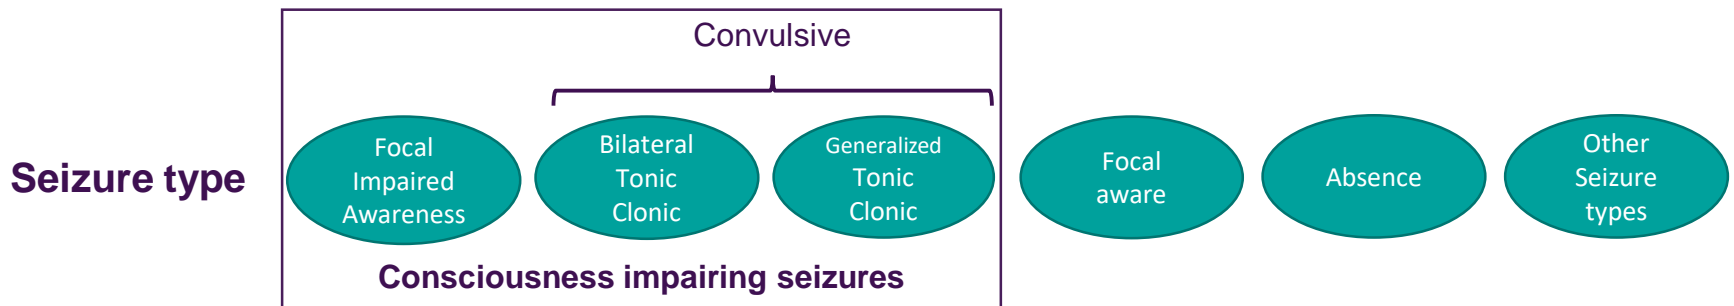 Convulsive
Seizure type
Focal
Impaired
Awareness
Bilateral
Tonic
Clonic
Generalized
Tonic
Clonic
Focal
aware
Absence
Other
Seizure
types
Consciousness impairing seizures